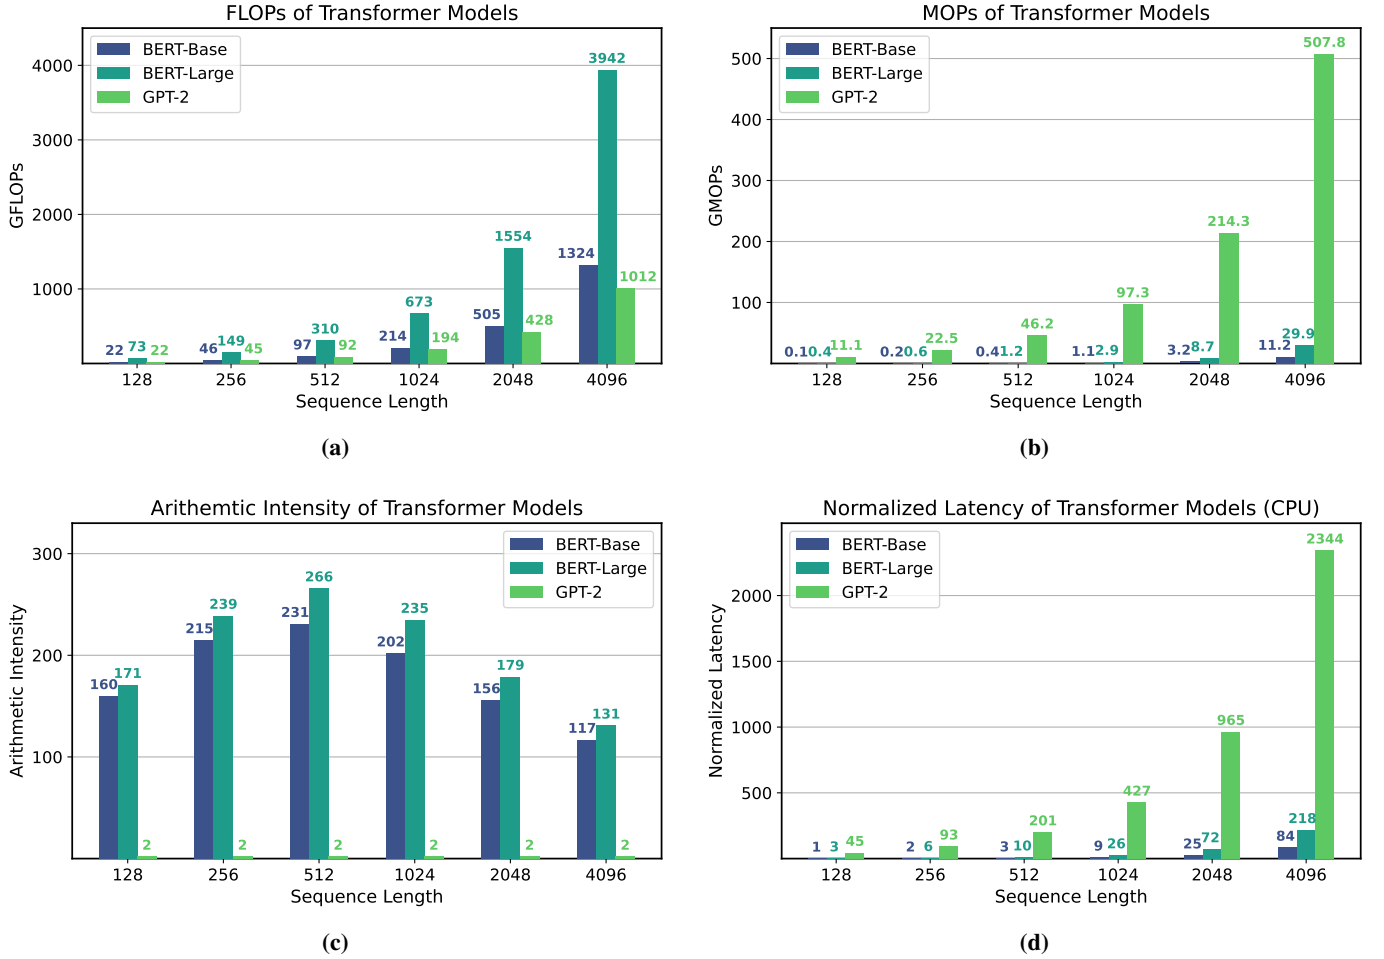 FLOPs of Transformer Models
BERT-Base
BERT-Large
GPT-2
GFLOPs
4000
3000
2000
1000
22 73 22
46 149 45
97 310 92
214 673 194
505 1554 428
1324 3942 1012
128 256 512 1024 2048 4096
Sequence Length
(a)
MOPs of Transformer Models
BERT-Base
BERT-Large
GPT-2
GMOPs
500
400
300
200
100
0.1 0.4 11.1
0.2 0.6 22.5
0.4 1.2 46.2
1.1 2.9 97.3
3.2 8.7 214.3
11.2 29.9 507.8
128 256 512 1024 2048 4096
Sequence Length
(b)
Arithemtic Intensity of Transformer Models
BERT-Base
BERT-Large
GPT-2
Arithmetic Intensity
300
200
100
160 171 2
215 239 2
231 266 2
202 235 2
156 179 2
117 131 2
128 256 512 1024 2048 4096
Sequence Length
(c)
Normalized Latency of Transformer Models (CPU)
BERT-Base
BERT-Large
GPT-2
Normalized Latency
2000
1500
1000
500
1 3 45
2 6 93
3 10 201
9 26 427
25 72 965
84 218 2344
128 256 512 1024 2048 4096
Sequence Length
(d)